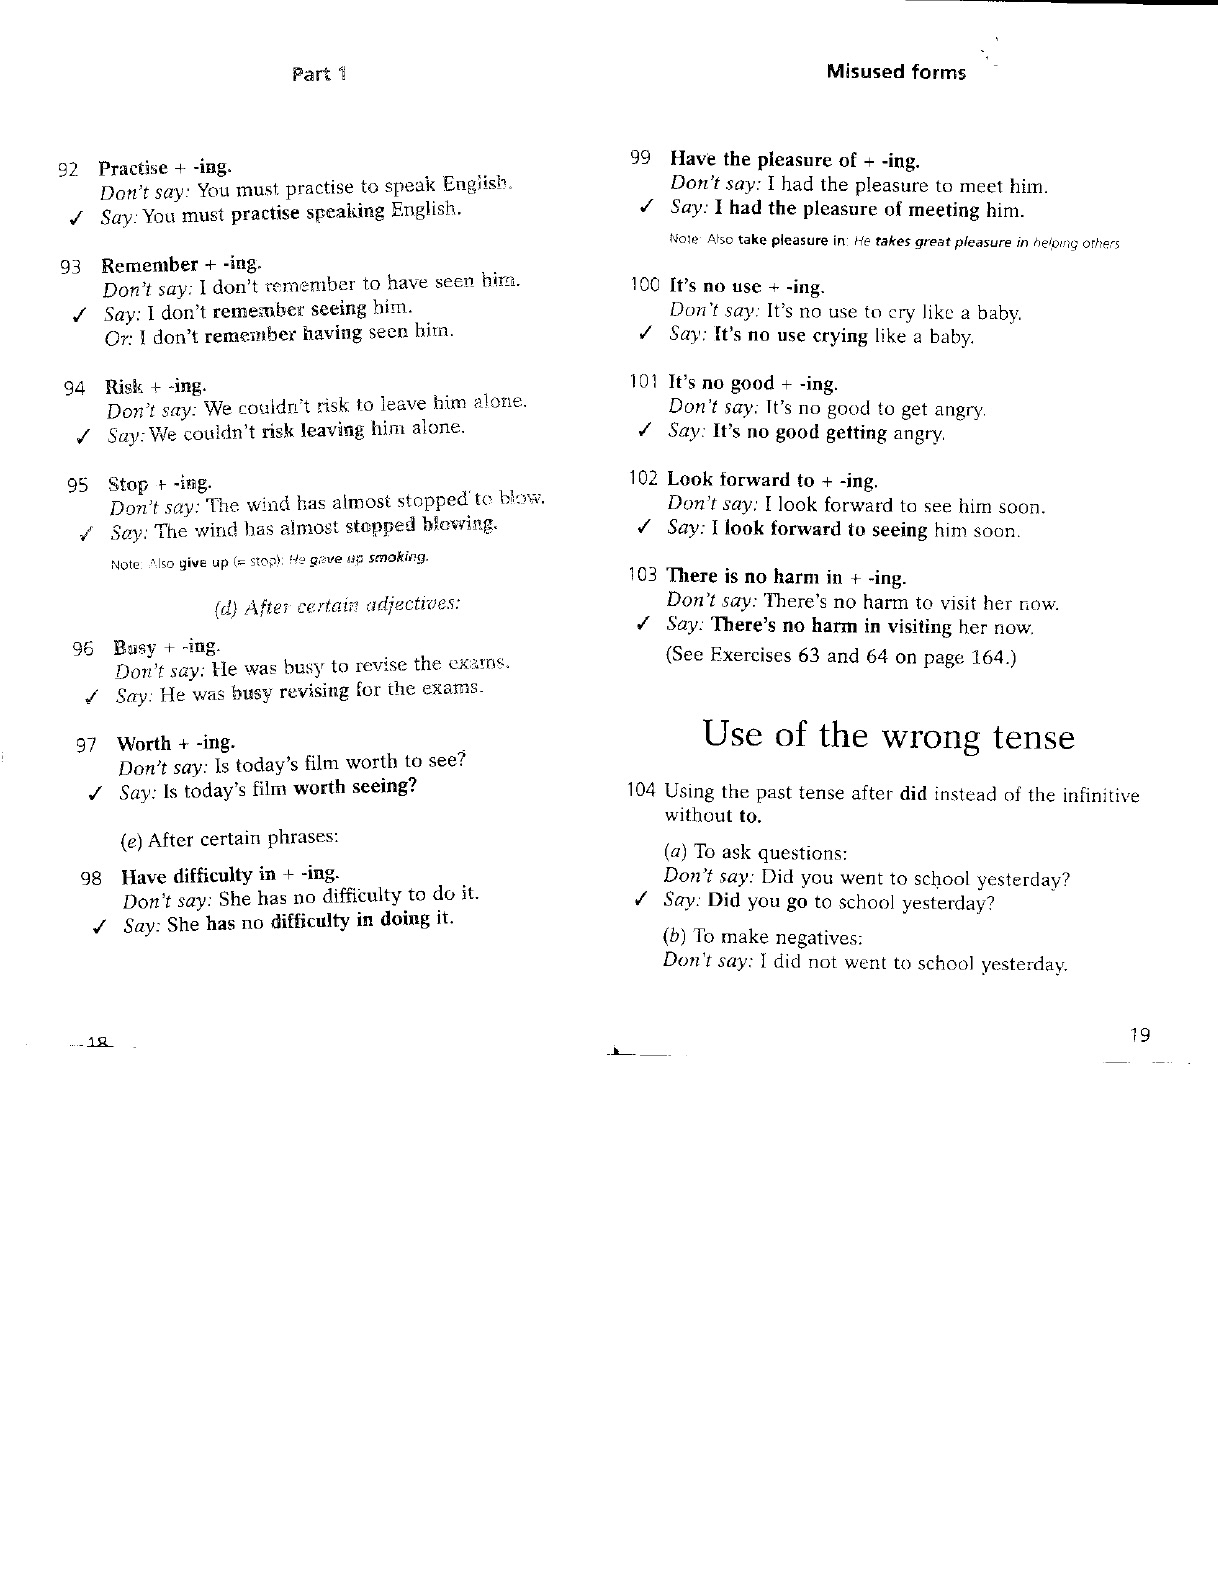 Part 1
92 Practise + -ing.
Don't say: You must practise to speak English.
✓ Say: You must practise speaking English.
93 Remember + -ing.
Don't say: I don't remember to have seen him.
✓ Say: I don't remember seeing him.
Or: I don't remember having seen him.
94 Risk + -ing.
Don't say: We couldn't risk to leave him alone.
✓ Say: We couldn't risk leaving him alone.
95 Stop + -ing.
Don't say: The wind has almost stopped to blow.
✓ Say: The wind has almost stopped blowing.
Note: Also give up (= stop): He gave up smoking.
(d) After certain adjectives:
96 Busy + -ing.
Don't say: He was busy to revise the exams.
✓ Say: He was busy revising for the exams.
97 Worth + -ing.
Don't say: Is today's film worth to see?
✓ Say: Is today's film worth seeing?
(e) After certain phrases:
98 Have difficulty in + -ing.
Don't say: She has no difficulty to do it.
✓ Say: She has no difficulty in doing it.
18
Misused forms
99 Have the pleasure of + -ing.
Don't say: I had the pleasure to meet him.
✓ Say: I had the pleasure of meeting him.
Note: Also take pleasure in: He takes great pleasure in helping others
100 It's no use + -ing.
Don't say: It's no use to cry like a baby.
✓ Say: It's no use crying like a baby.
101 It's no good + -ing.
Don't say: It's no good to get angry.
✓ Say: It's no good getting angry.
102 Look forward to + -ing.
Don't say: I look forward to see him soon.
✓ Say: I look forward to seeing him soon.
103 There is no harm in + -ing.
Don't say: There's no harm to visit her now.
✓ Say: There's no harm in visiting her now.
(See Exercises 63 and 64 on page 164.)
Use of the wrong tense
104 Using the past tense after did instead of the infinitive
without to.
(a) To ask questions:
Don't say: Did you went to school yesterday?
✓ Say: Did you go to school yesterday?
(b) To make negatives:
Don't say: I did not went to school yesterday.
19